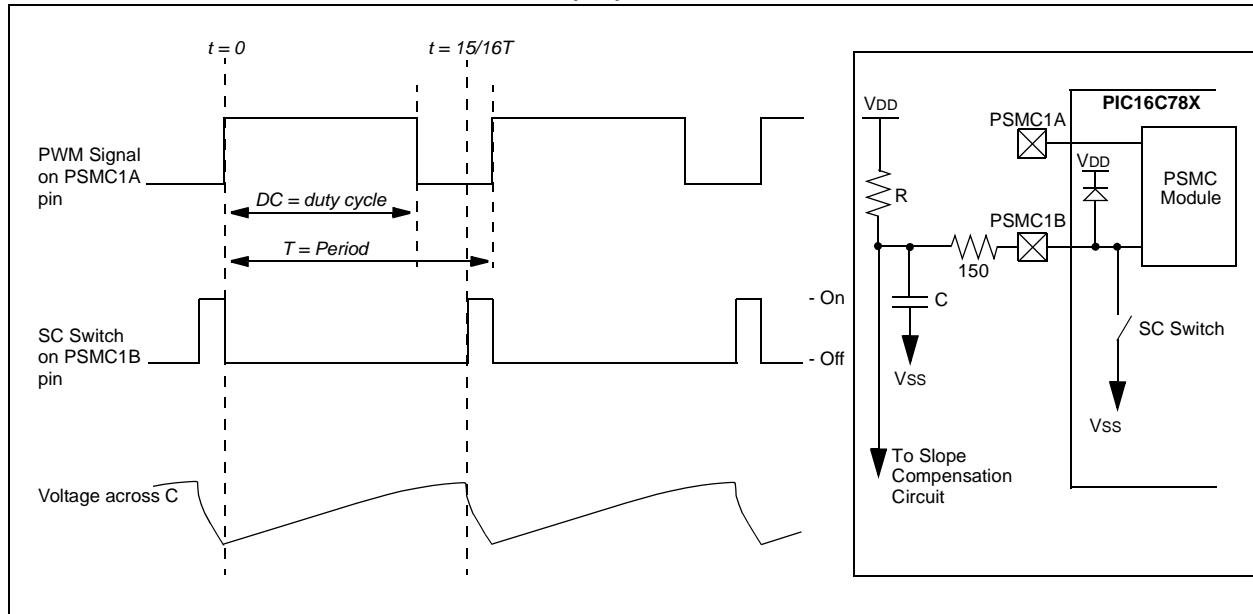 t = 0
t = 15/16T
PWM Signal
on PSMC1A
pin
DC = duty cycle
T = Period
SC Switch
on PSMC1B
pin
- On
- Off
Voltage across C
VDD
R
C
150
VSS
To Slope
Compensation
Circuit
PSMC1A
PSMC1B
PIC16C78X
VDD
PSMC
Module
SC Switch
VSS